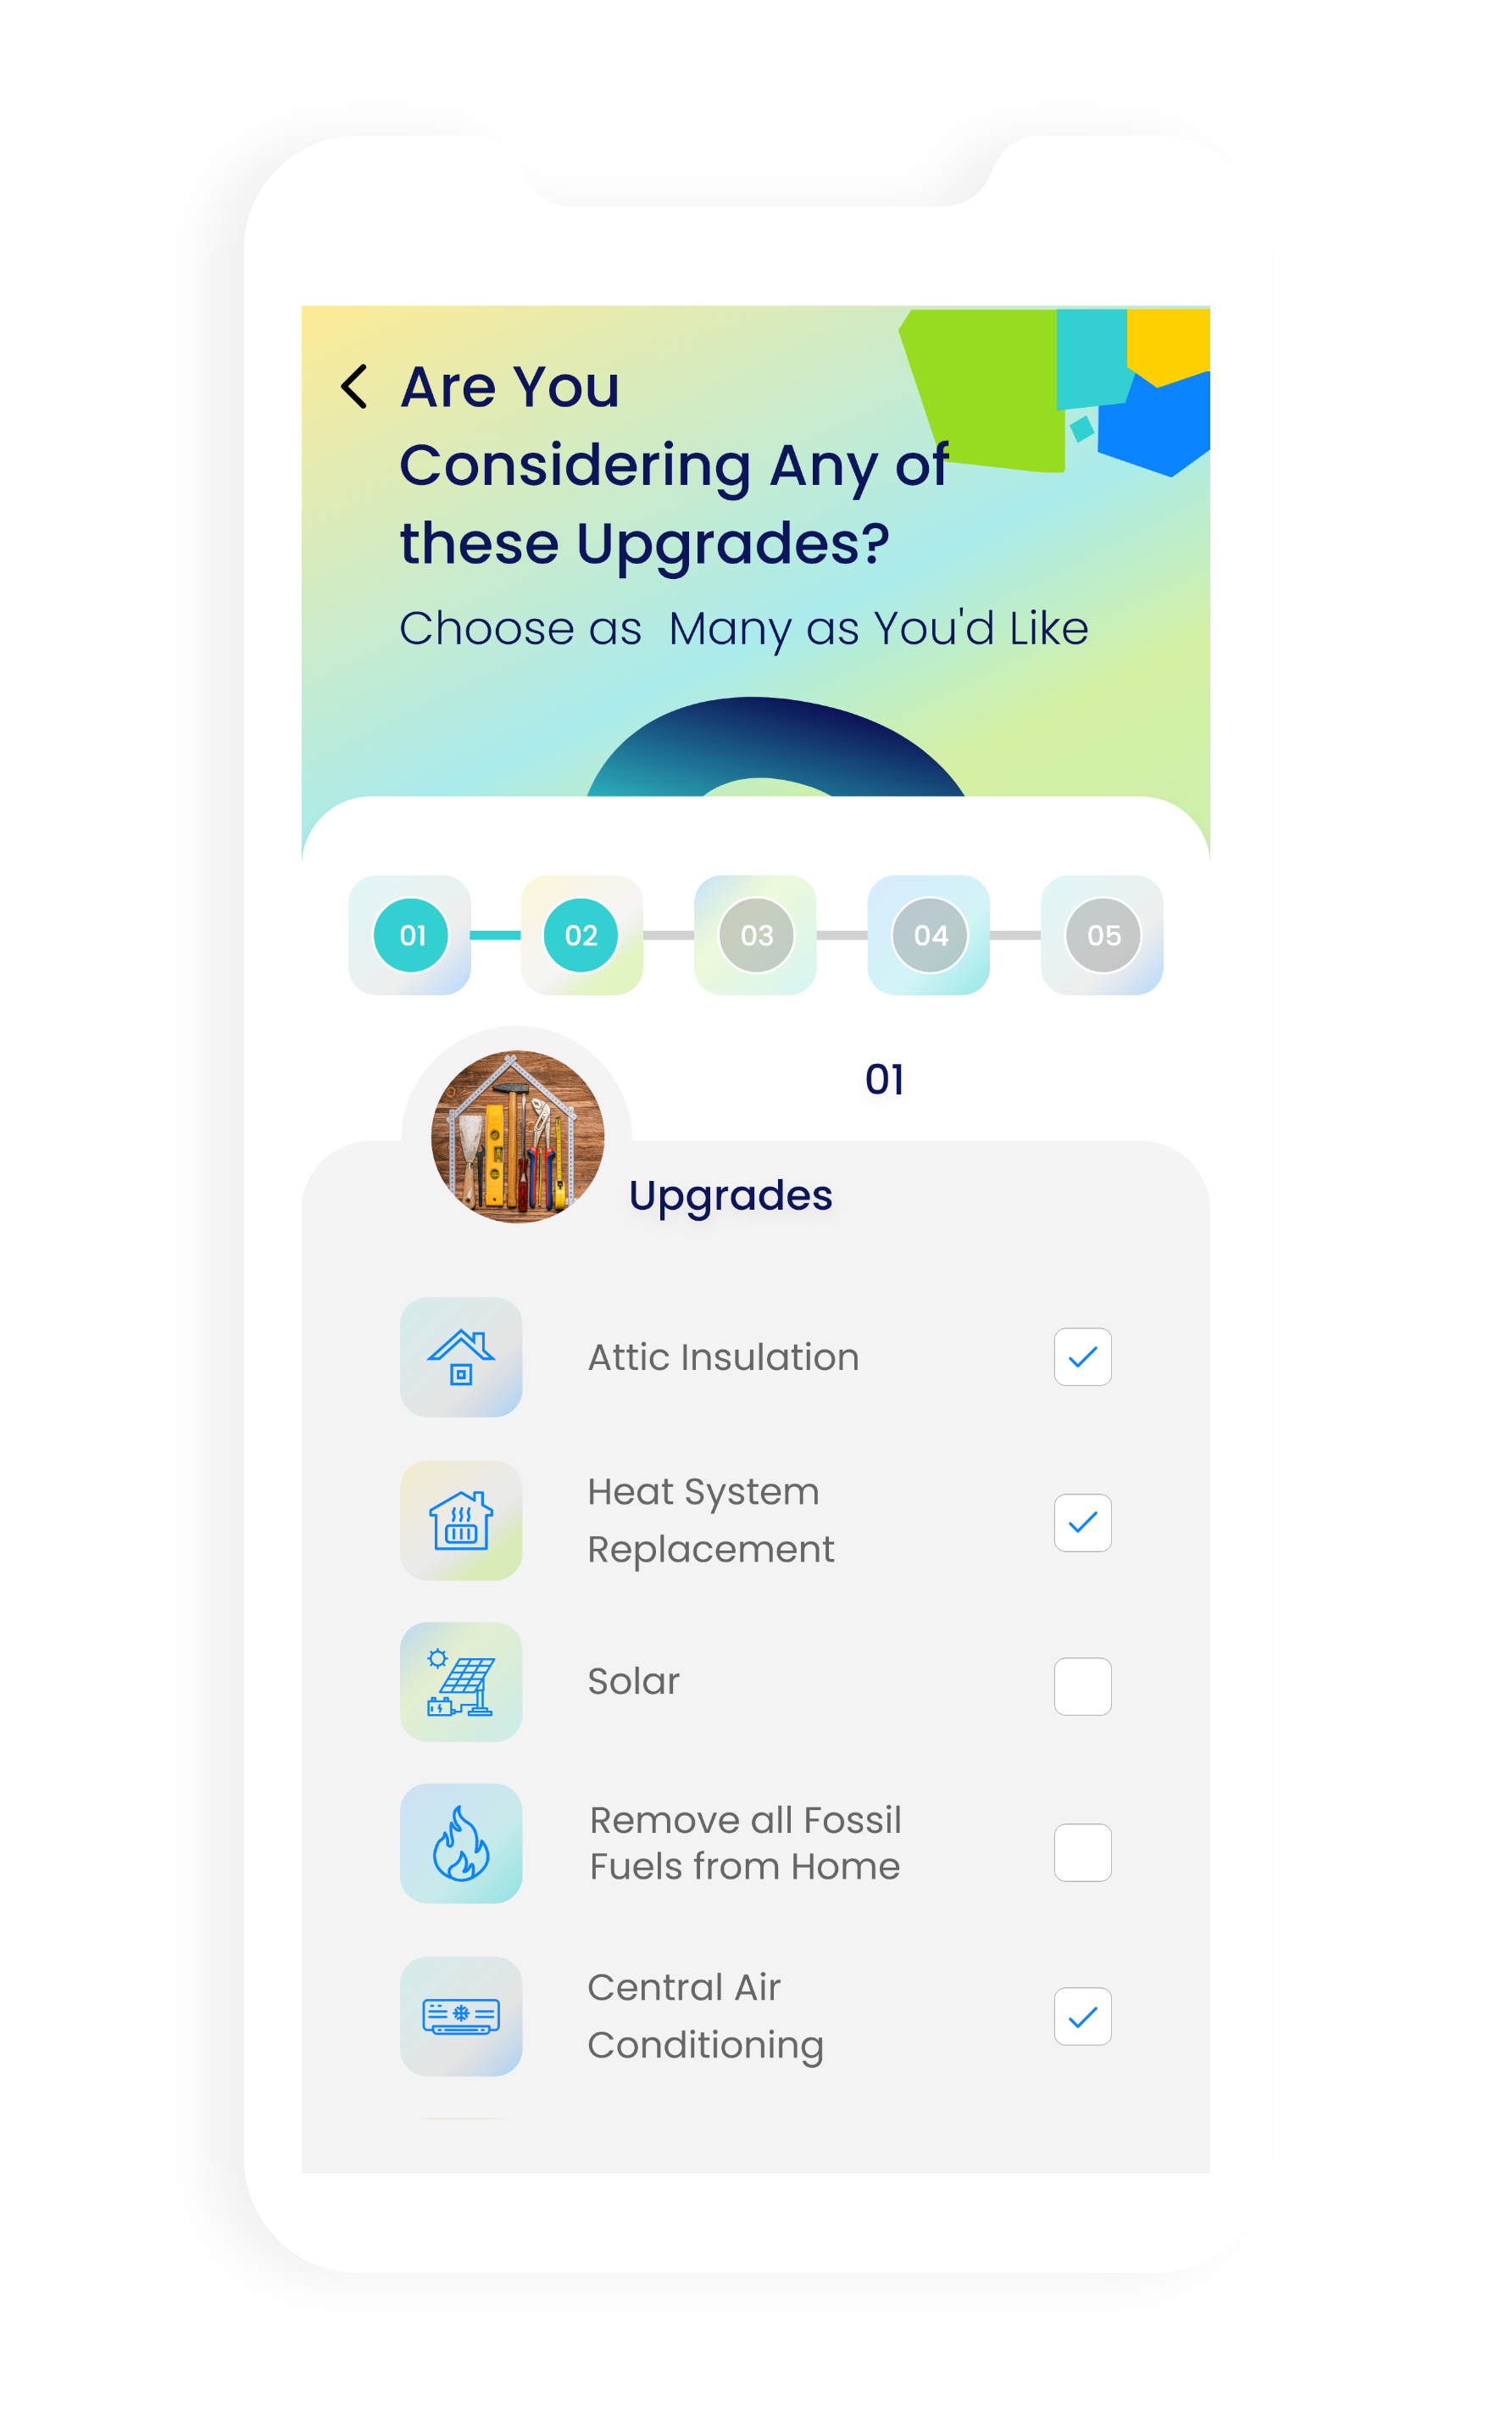 Are You
Considering Any of
these Upgrades?
Choose as  Many as You'd Like
01 02 03 04 05
01
Upgrades
Attic Insulation
Heat System
Replacement
Solar
Remove all Fossil
Fuels from Home
Central Air
Conditioning